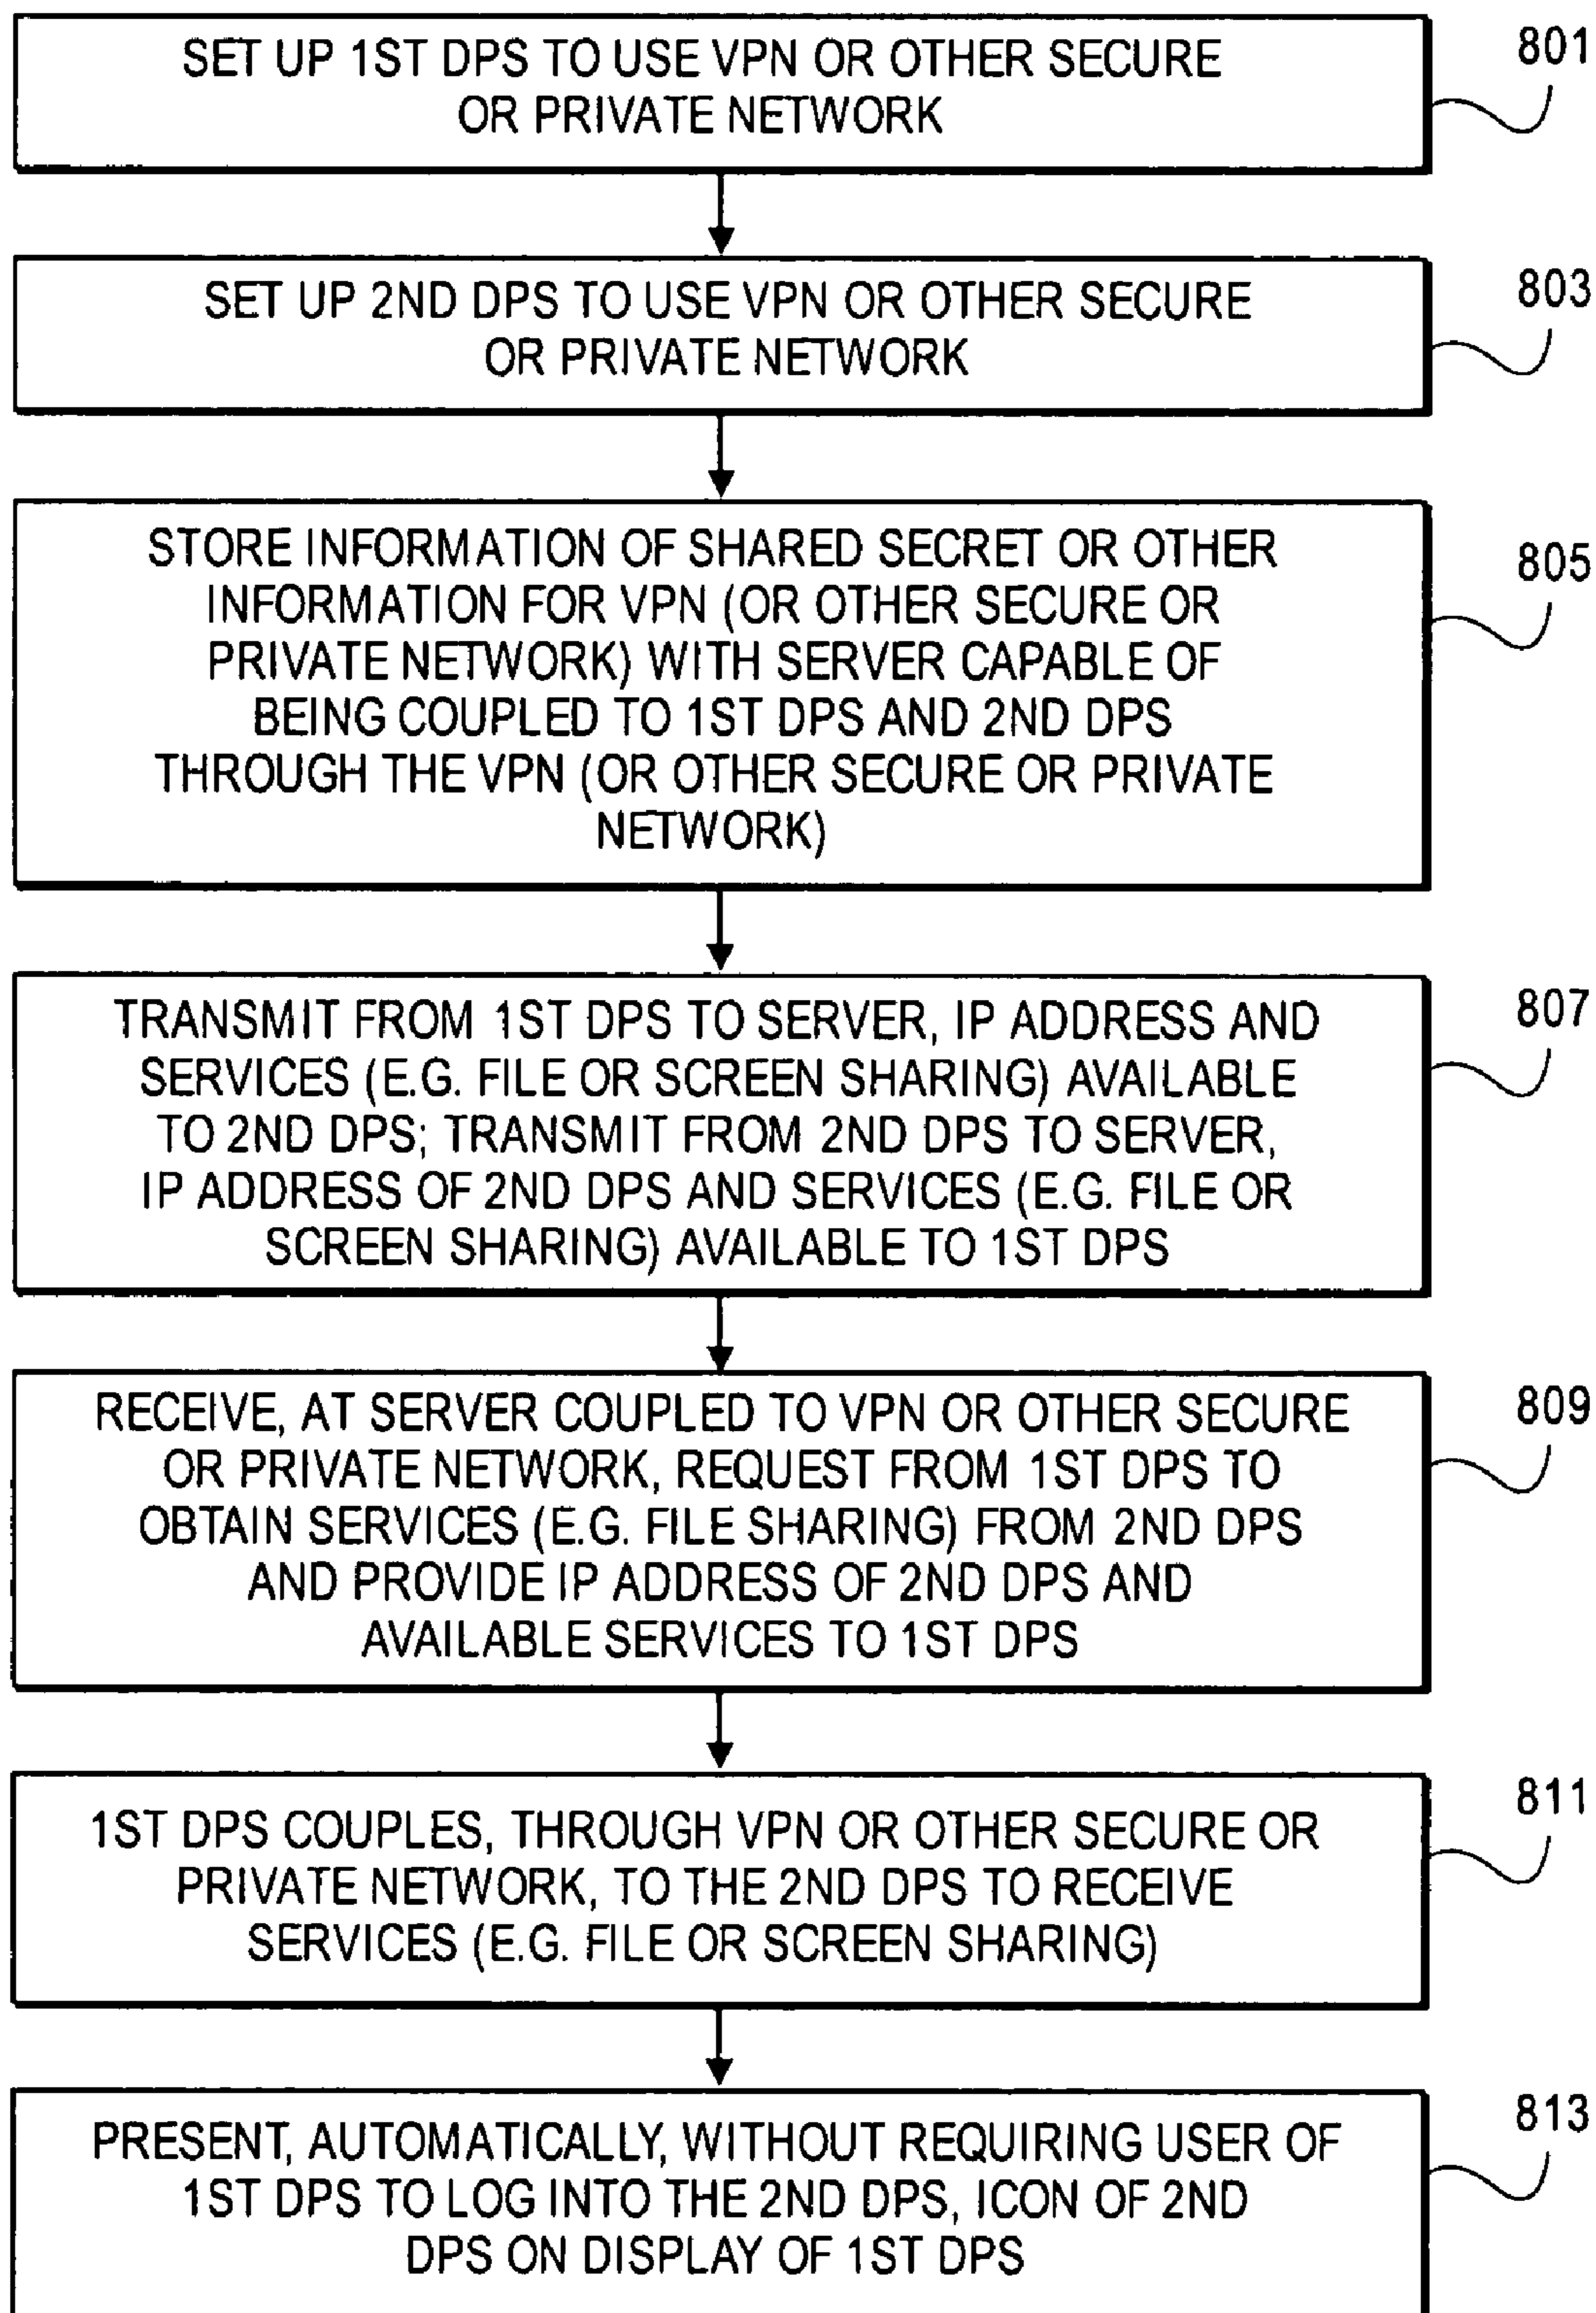 SET UP 1ST DPS TO USE VPN OR OTHER SECURE
OR PRIVATE NETWORK
801
SET UP 2ND DPS TO USE VPN OR OTHER SECURE
OR PRIVATE NETWORK
803
STORE INFORMATION OF SHARED SECRET OR OTHER
INFORMATION FOR VPN (OR OTHER SECURE OR
PRIVATE NETWORK) WITH SERVER CAPABLE OF
BEING COUPLED TO 1ST DPS AND 2ND DPS
THROUGH THE VPN (OR OTHER SECURE OR PRIVATE
NETWORK)
805
TRANSMIT FROM 1ST DPS TO SERVER, IP ADDRESS AND
SERVICES (E.G. FILE OR SCREEN SHARING) AVAILABLE
TO 2ND DPS; TRANSMIT FROM 2ND DPS TO SERVER,
IP ADDRESS OF 2ND DPS AND SERVICES (E.G. FILE OR
SCREEN SHARING) AVAILABLE TO 1ST DPS
807
RECEIVE, AT SERVER COUPLED TO VPN OR OTHER SECURE
OR PRIVATE NETWORK, REQUEST FROM 1ST DPS TO
OBTAIN SERVICES (E.G. FILE SHARING) FROM 2ND DPS
AND PROVIDE IP ADDRESS OF 2ND DPS AND
AVAILABLE SERVICES TO 1ST DPS
809
1ST DPS COUPLES, THROUGH VPN OR OTHER SECURE OR
PRIVATE NETWORK, TO THE 2ND DPS TO RECEIVE
SERVICES (E.G. FILE OR SCREEN SHARING)
811
PRESENT, AUTOMATICALLY, WITHOUT REQUIRING USER OF
1ST DPS TO LOG INTO THE 2ND DPS, ICON OF 2ND
DPS ON DISPLAY OF 1ST DPS
813